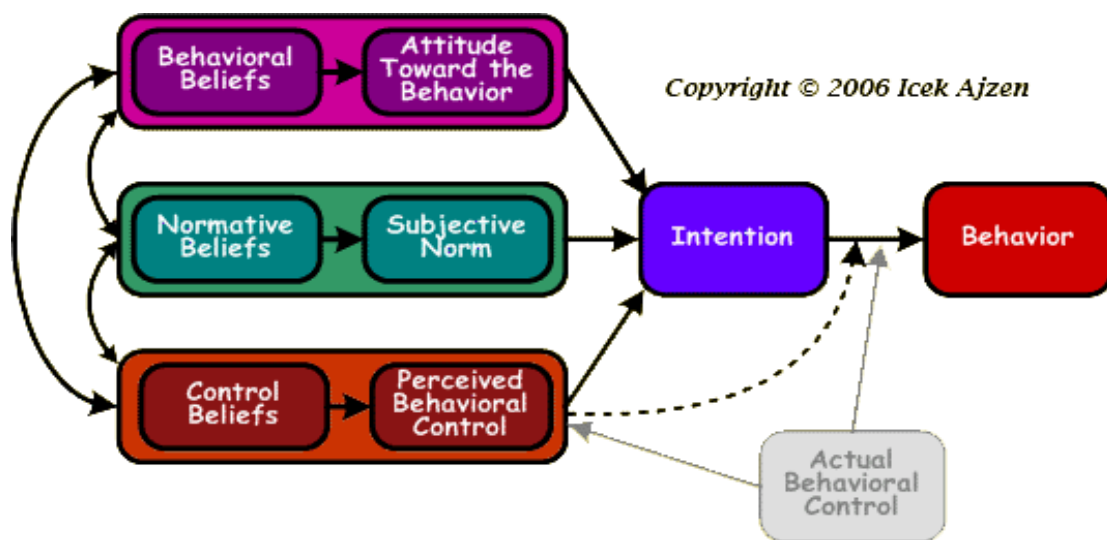 Behavioral
Beliefs
Attitude
Toward the
Behavior
Copyright © 2006 Icek Ajzen
Normative
Beliefs
Subjective
Norm
Intention
Behavior
Control
Beliefs
Perceived
Behavioral
Control
Actual
Behavioral
Control